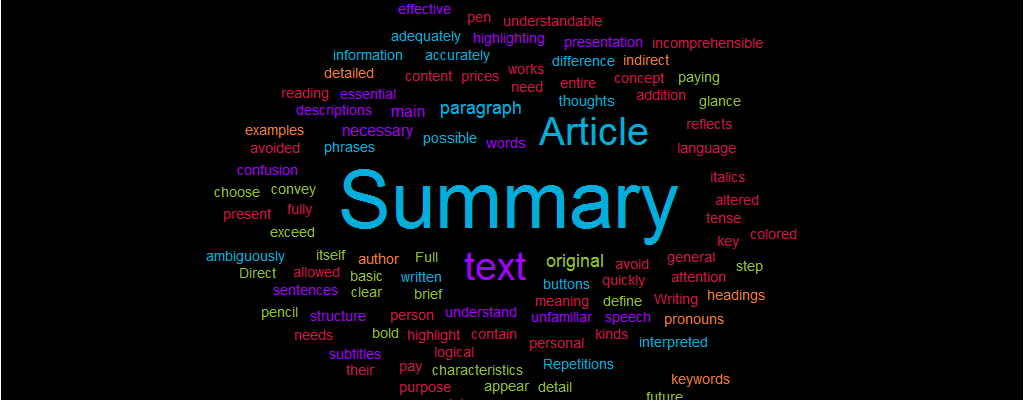 effective
pen understandable
adequately highlighting presentation incomprehensible
information accurately difference indirect
detailed content prices works entire concept paying
reading essential need thoughts addition glance
descriptions main paragraph
examples necessary possible words Article reflects
avoided phrases language
confusion italics
choose convey Summary altered
present fully tense
exceed key colored
ambiguously itself author Full text original avoid general step
Direct allowed basic written buttons quickly attention
sentences clear brief meaning define Writing headings
pencil structure person understand unfamiliar speech pronouns
needs bold highlight contain personal kinds interpreted
subtitles logical
their pay characteristics Repetitions keywords
purpose appear detail
future